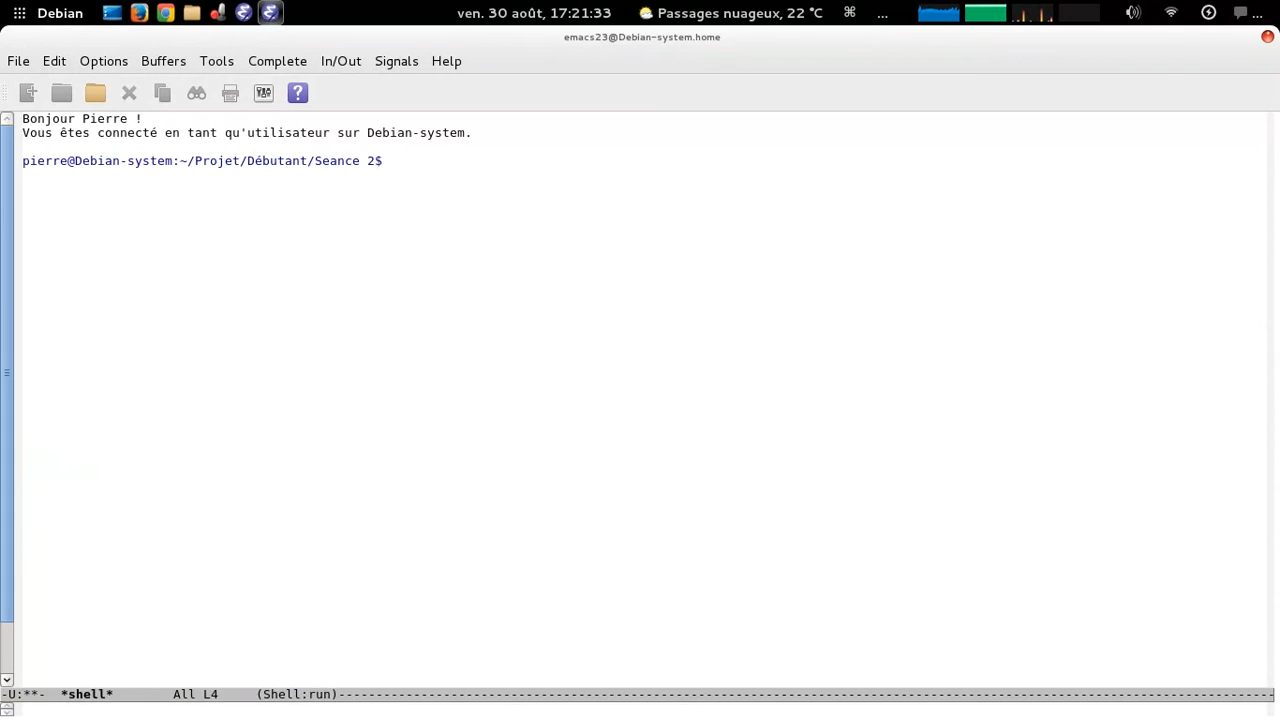 Debian
ven. 30 août, 17:21:33
Passages nuageux, 22 °C
⌘
...
...
emacs23@Debian-system.home
File Edit Options Buffers Tools Complete In/Out Signals Help
Bonjour Pierre !
Vous êtes connecté en tant qu'utilisateur sur Debian-system.
pierre@Debian-system:~/Projet/Débutant/Seance 2$
-U:**- *shell* All L4 (Shell:run)------------------------------------------------------------